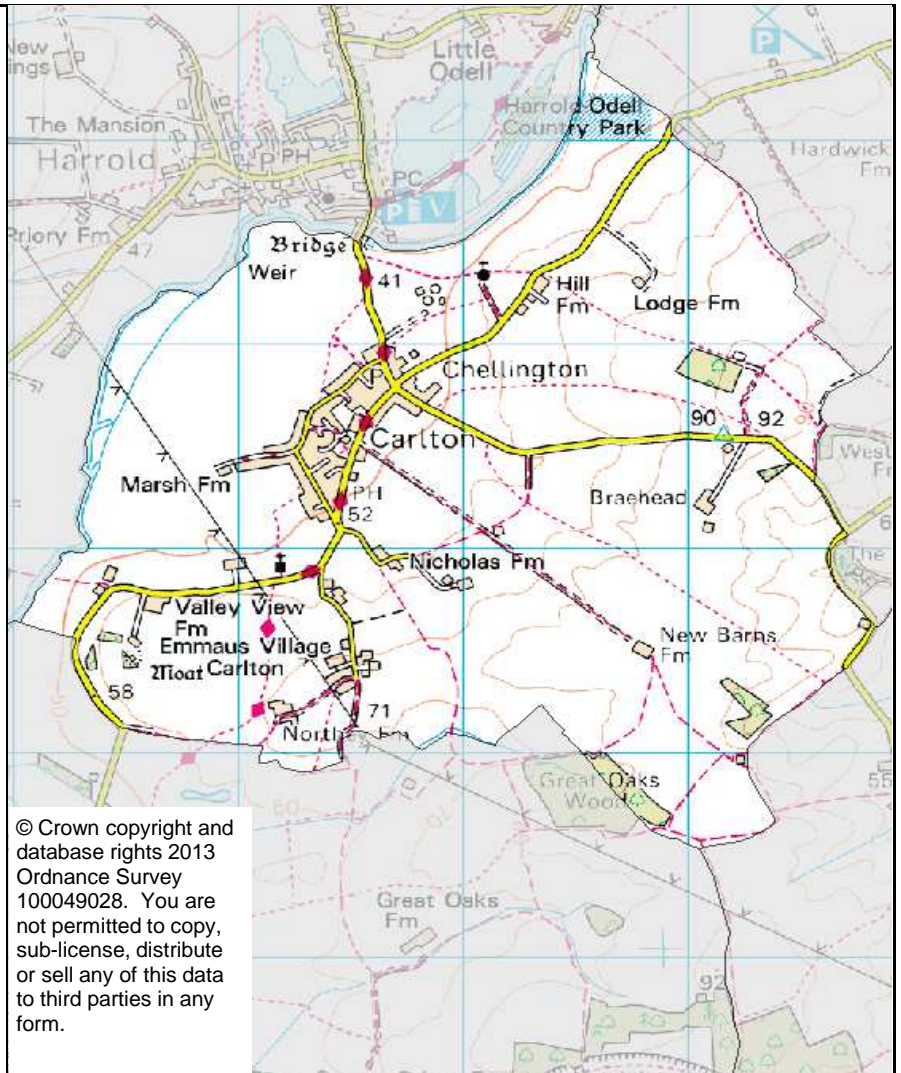 New
ings
Little
Odell
P
Harrold Odell
Country Park
The Mansion
Harrold
P PH
PC
P i V
Hardwick
Fm
Priory Fm
47
Bridge
Weir
41
Hill
Fm
Lodge Fm
Chellington
P
Carlton
90
92
West
F
Marsh Fm
PH
52
Braehead
6
The
Nicholas Fm
Valley View
Fm
Emmaus Village
Carlton
Moat
New Barns
Fm
50
58
71
North Fm
Great Oaks
Wood
55
60
70
© Crown copyright and
database rights 2013
Ordnance Survey
100049028. You are
not permitted to copy,
sub-license, distribute
or sell any of this data
to third parties in any
form.
Great Oaks
Fm
92